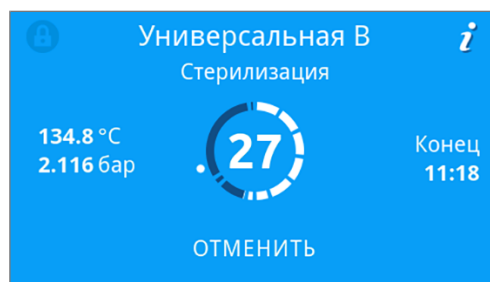 Универсальная B
i
Стерилизация
134.8 °C
2.116 бар
27
Конец
11:18
ОТМЕНИТЬ